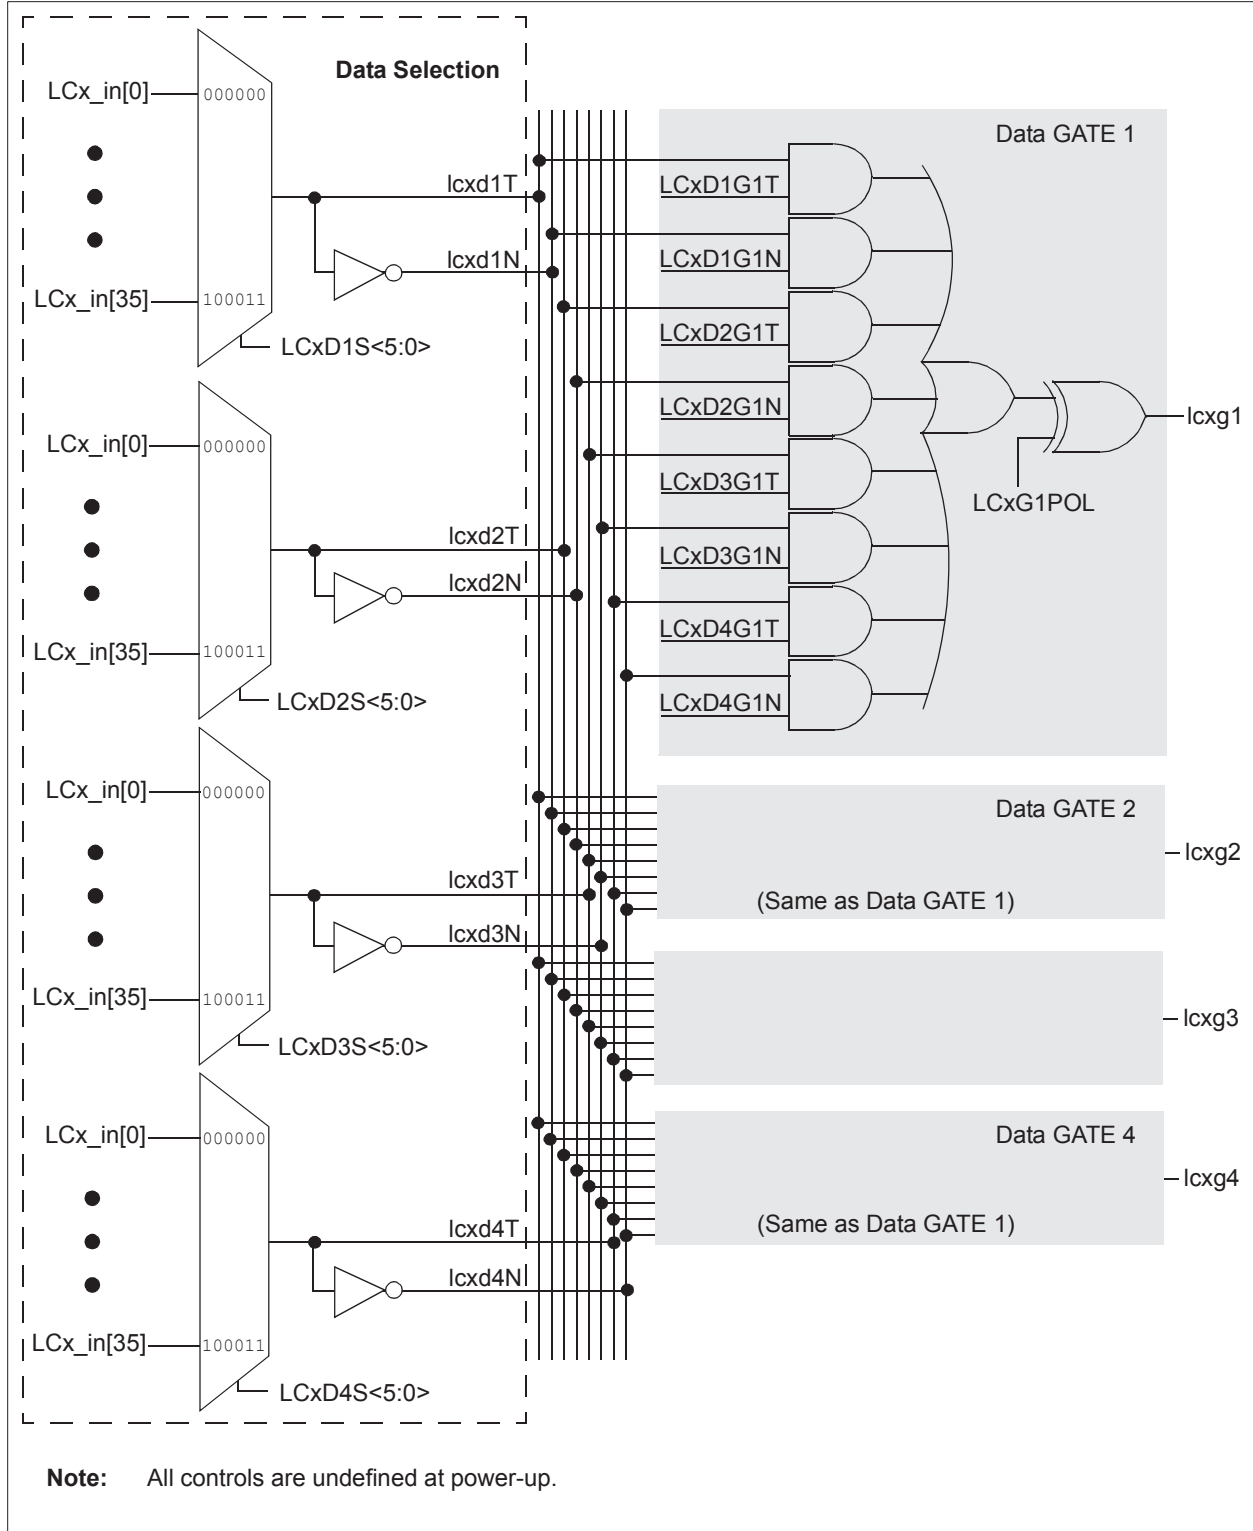 Data Selection
LCx_in[0]
000000
lcxd1T
lcxd1N
LCx_in[35]
100011
LCxD1S<5:0>
LCx_in[0]
000000
lcxd2T
lcxd2N
LCx_in[35]
100011
LCxD2S<5:0>
LCx_in[0]
000000
lcxd3T
lcxd3N
LCx_in[35]
100011
LCxD3S<5:0>
LCx_in[0]
000000
lcxd4T
lcxd4N
LCx_in[35]
100011
LCxD4S<5:0>
Data GATE 1
LCxD1G1T
LCxD1G1N
LCxD2G1T
LCxD2G1N
LCxD3G1T
LCxD3G1N
LCxD4G1T
LCxD4G1N
LCxG1POL
lcxg1
Data GATE 2
(Same as Data GATE 1)
lcxg2
lcxg3
Data GATE 4
(Same as Data GATE 1)
lcxg4
Note: All controls are undefined at power-up.